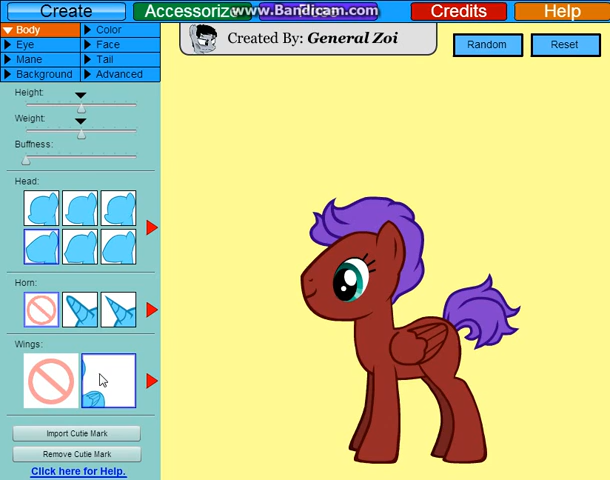 Create
Accessorize
www.Bandicam.com
Credits
Help
Body
Color
Eye
Face
Mane
Tail
Background
Advanced
Created By: General Zoi
Random
Reset
Height:
Weight:
Buffness:
Head:
Horn:
Wings:
Import Cutie Mark
Remove Cutie Mark
Click here for Help.